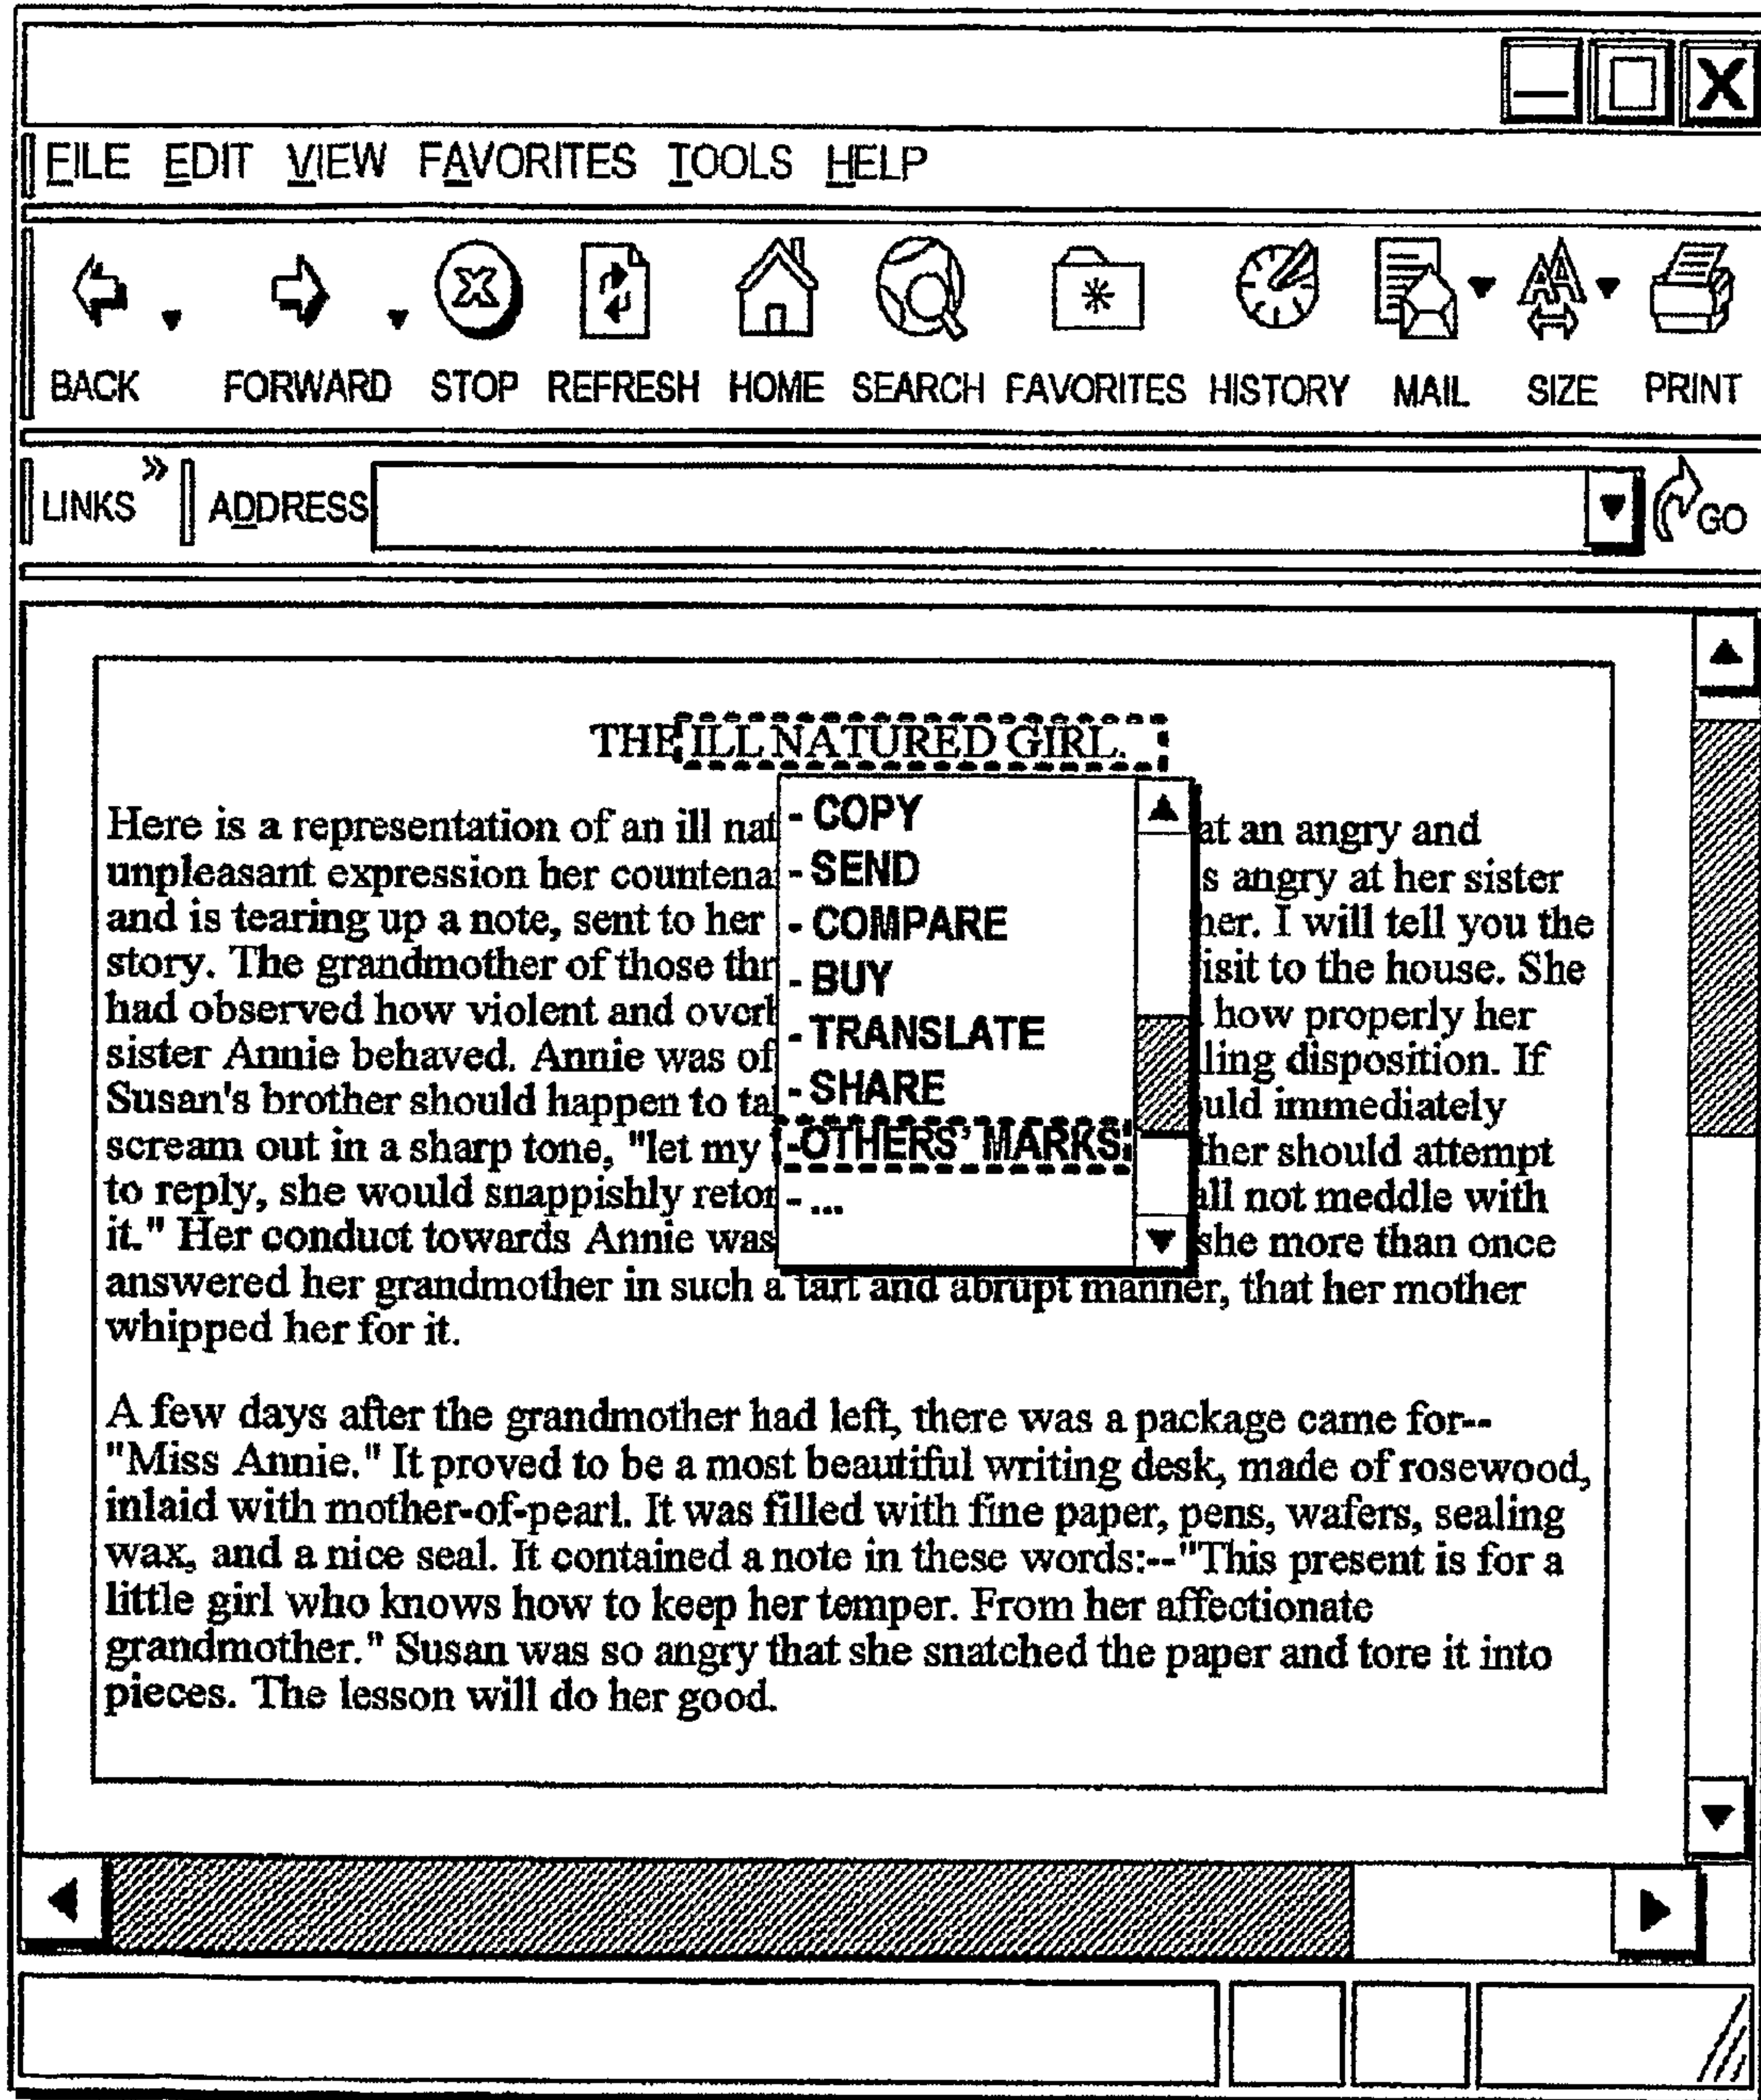 FILE EDIT VIEW FAVORITES TOOLS HELP
BACK FORWARD STOP REFRESH HOME SEARCH FAVORITES HISTORY MAIL SIZE PRINT
LINKS » ADDRESS GO
THE ILL NATURED GIRL.
Here is a representation of an ill nat at an angry and
unpleasant expression her countena s angry at her sister
and is tearing up a note, sent to her her. I will tell you the
story. The grandmother of those thr isit to the house. She
had observed how violent and overb how properly her
sister Annie behaved. Annie was of ling disposition. If
Susan's brother should happen to ta uld immediately
scream out in a sharp tone, "let my ther should attempt
to reply, she would snappishly retor all not meddle with
it." Her conduct towards Annie was she more than once
answered her grandmother in such a tart and abrupt manner, that her mother
whipped her for it.
- COPY
- SEND
- COMPARE
- BUY
- TRANSLATE
- SHARE
-OTHERS' MARKS
- ...
A few days after the grandmother had left, there was a package came for--
"Miss Annie." It proved to be a most beautiful writing desk, made of rosewood,
inlaid with mother-of-pearl. It was filled with fine paper, pens, wafers, sealing
wax, and a nice seal. It contained a note in these words:--"This present is for a
little girl who knows how to keep her temper. From her affectionate
grandmother." Susan was so angry that she snatched the paper and tore it into
pieces. The lesson will do her good.